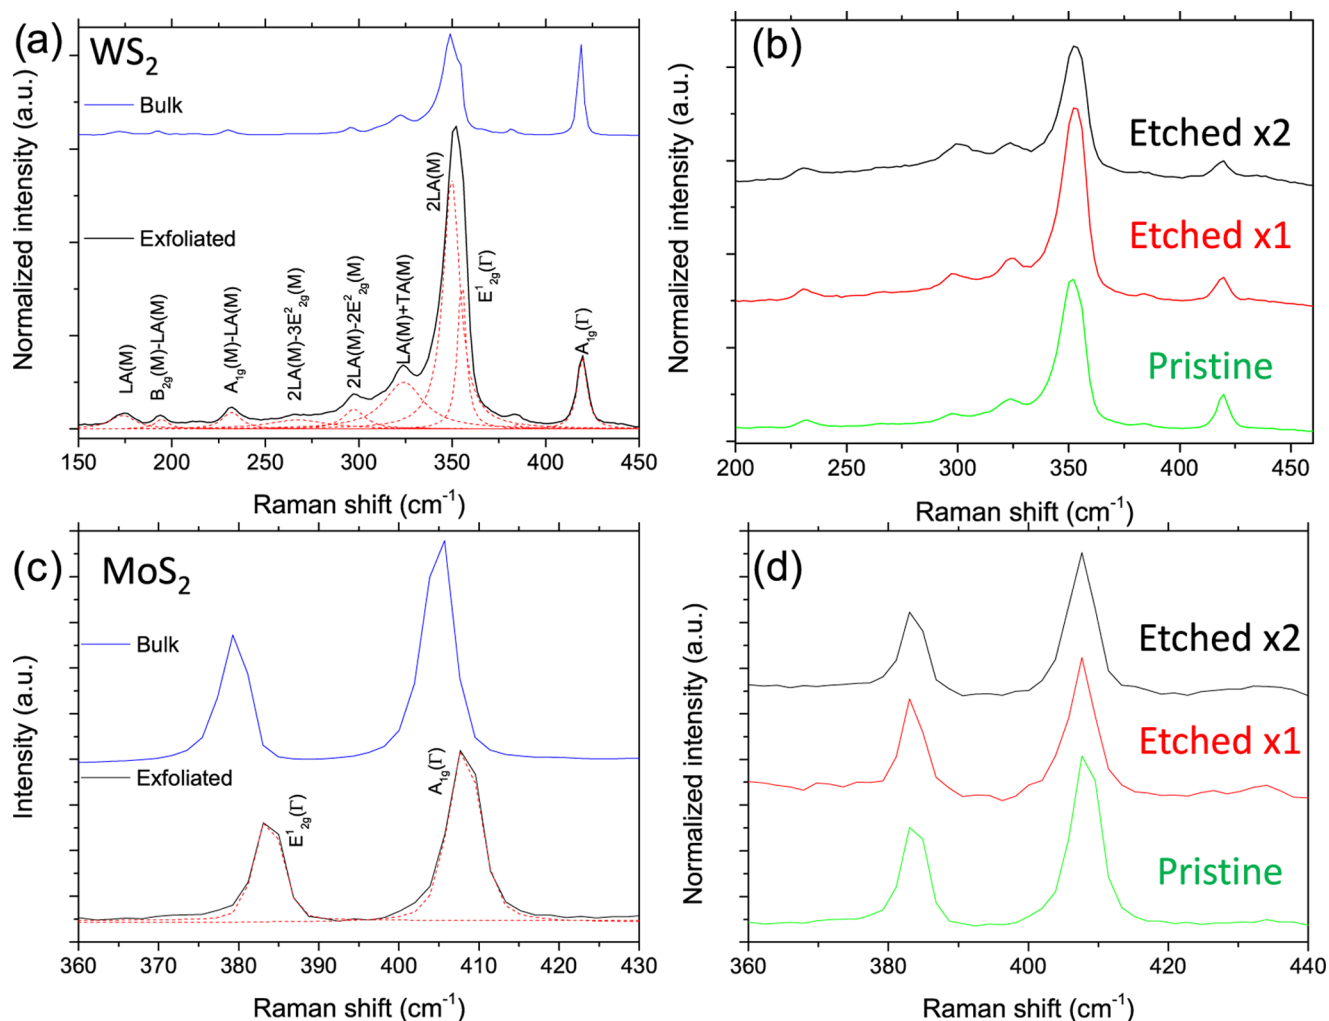 (a)
WS2
Bulk
Exfoliated
LA(M)
B2g(M)-LA(M)
A1g(M)-LA(M)
2LA(M)-3E²2g(M)
2LA(M)-2E²2g(M)
LA(M)+TA(M)
2LA(M)
E¹2g(Γ)
A1g(Γ)
Normalized intensity (a.u.)
150 200 250 300 350 400 450
Raman shift (cm⁻¹)
(b)
Etched x2
Etched x1
Pristine
Normalized intensity (a.u.)
200 250 300 350 400 450
Raman shift (cm⁻¹)
(c)
MoS2
Bulk
Exfoliated
E¹2g(Γ)
A1g(Γ)
Intensity (a.u.)
360 370 380 390 400 410 420 430
Raman shift (cm⁻¹)
(d)
Etched x2
Etched x1
Pristine
Normalized intensity (a.u.)
360 380 400 420 440
Raman shift (cm⁻¹)